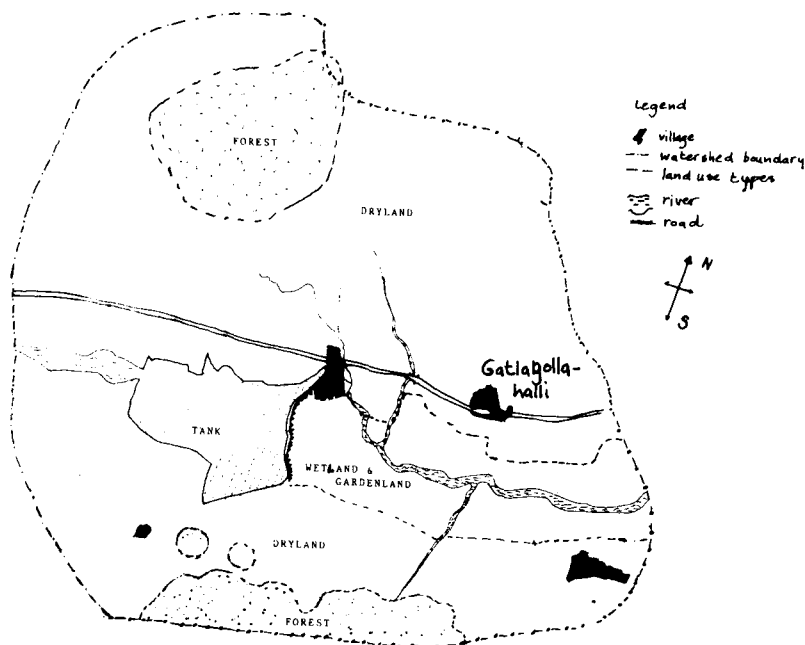 FOREST
DRYLAND
Legend
village
watershed boundary
land use types
river
road
N
S
Gatlagolla-
halli
TANK
WETLAND &
GARDENLAND
DRYLAND
FOREST